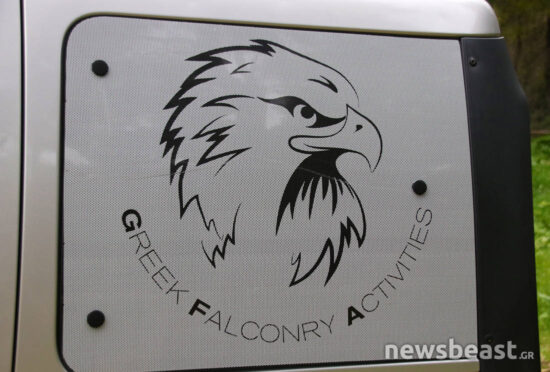 GREEK FALCONRY ACTIVITIES
newsbeast.GR